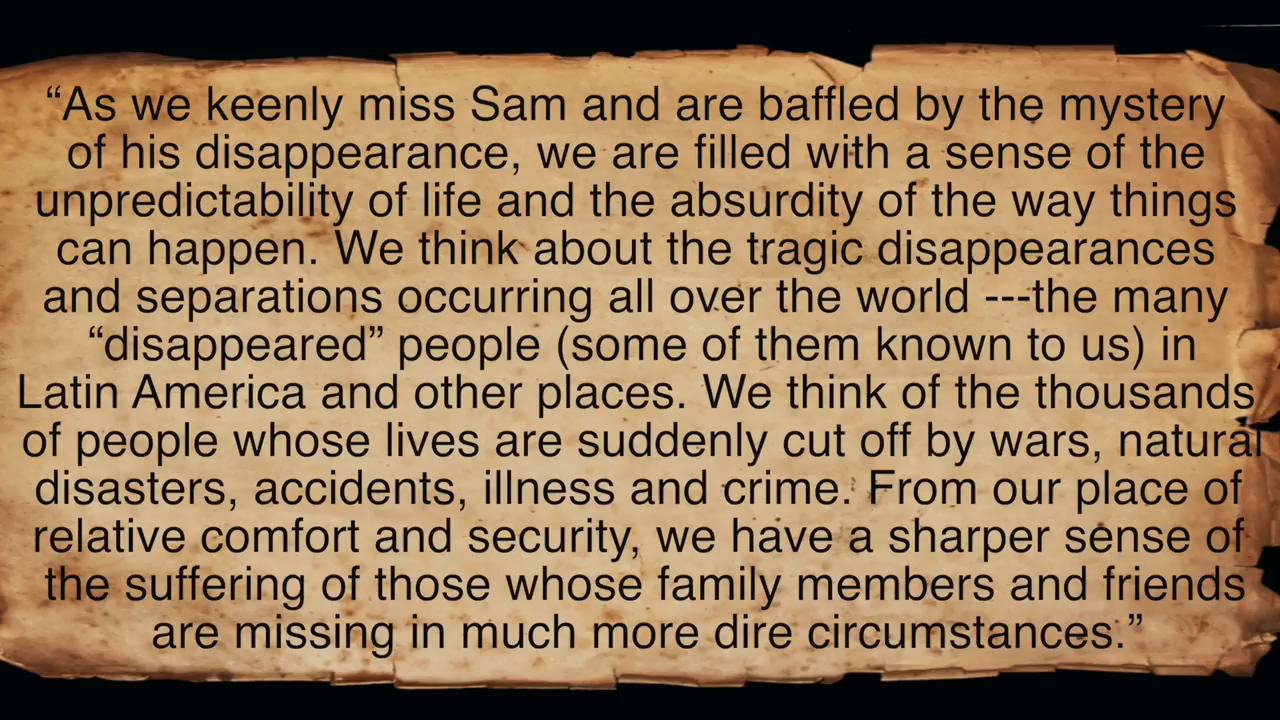 “As we keenly miss Sam and are baffled by the mystery
of his disappearance, we are filled with a sense of the
unpredictability of life and the absurdity of the way things
can happen. We think about the tragic disappearances
and separations occurring all over the world ---the many
“disappeared” people (some of them known to us) in
Latin America and other places. We think of the thousands
of people whose lives are suddenly cut off by wars, natural
disasters, accidents, illness and crime. From our place of
relative comfort and security, we have a sharper sense of
the suffering of those whose family members and friends
are missing in much more dire circumstances.”